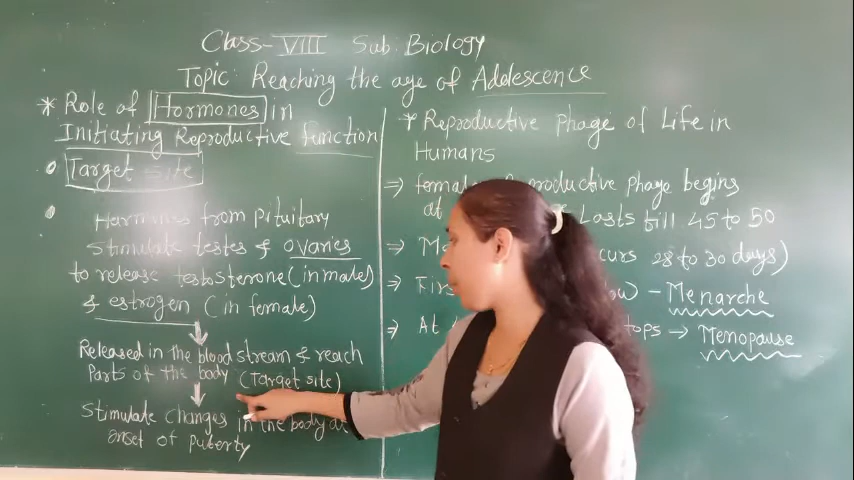 Class-VIII Sub: Biology
Topic: Reaching the age of Adolescence
* Role of Hormones in
Initiating Reproductive function
• Target site
• Hormones from pituitary
stimulate testes & ovaries
to release testosterone (in males)
& estrogen (in female)
Released in the blood stream & reach
Parts of the body (Target site)
Stimulate changes in the body at
onset of puberty
* Reproductive Phage of Life in
Humans
⇒ female Reproductive phage begins
at Lasts till 45 to 50
⇒ curs 28 to 30 days)
⇒ Firs ow) - Menarche
⇒ At tops → Menopause